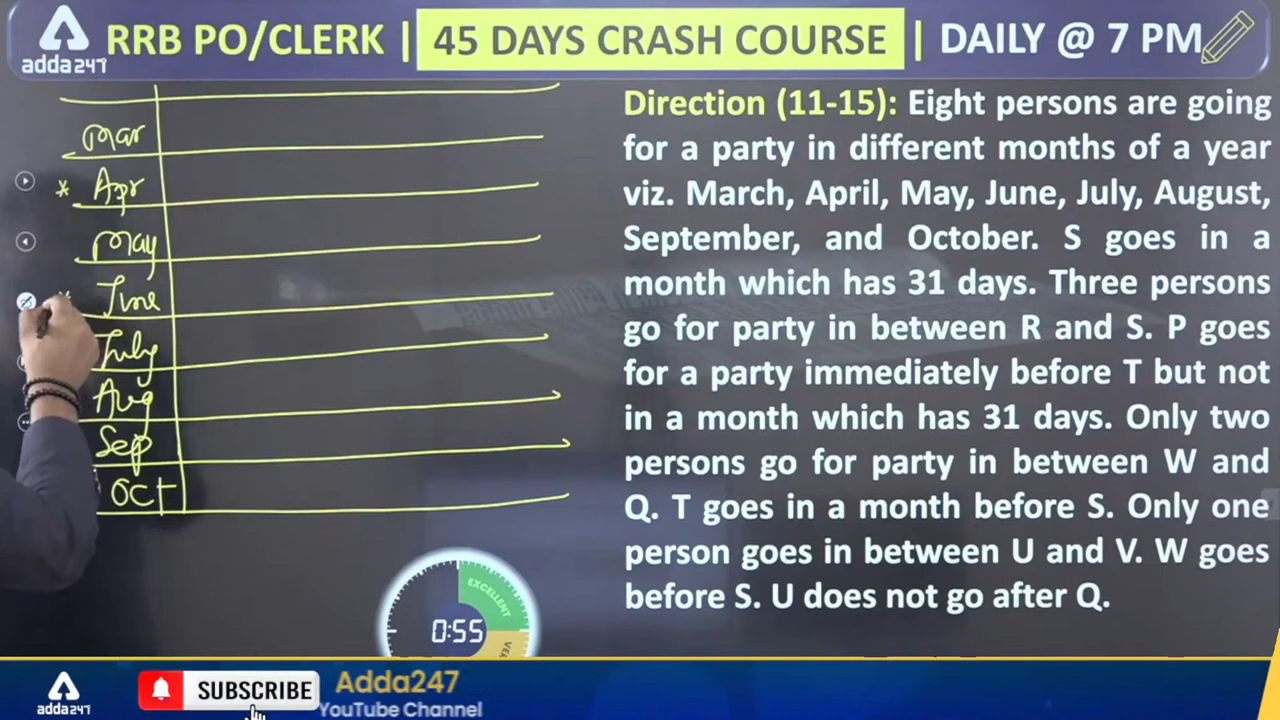 adda247
RRB PO/CLERK | 45 DAYS CRASH COURSE | DAILY @ 7 PM
Mar
* Apr
May
* June
July
Aug
Sep
Oct
Direction (11-15): Eight persons are going
for a party in different months of a year
viz. March, April, May, June, July, August,
September, and October. S goes in a
month which has 31 days. Three persons
go for party in between R and S. P goes
for a party immediately before T but not
in a month which has 31 days. Only two
persons go for party in between W and
Q. T goes in a month before S. Only one
person goes in between U and V. W goes
before S. U does not go after Q.
EXCELLENT
0:55
adda247
SUBSCRIBE
Adda247
YouTube Channel